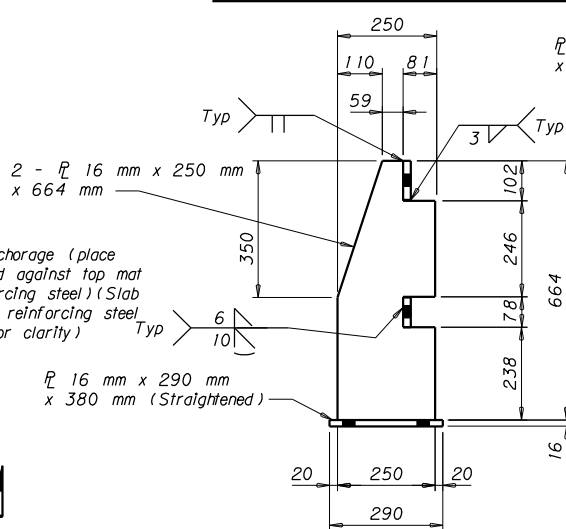 250
110
81
59
Typ
3
Typ
℄
x
2 - ℄ 16 mm x 250 mm
x 664 mm
102
350
246
664
chorage (place
d against top mat
rcing steel)(Slab
reinforcing steel
or clarity)
Typ
6
10
78
238
℄ 16 mm x 290 mm
x 380 mm (Straightened)
16
20
250
20
290